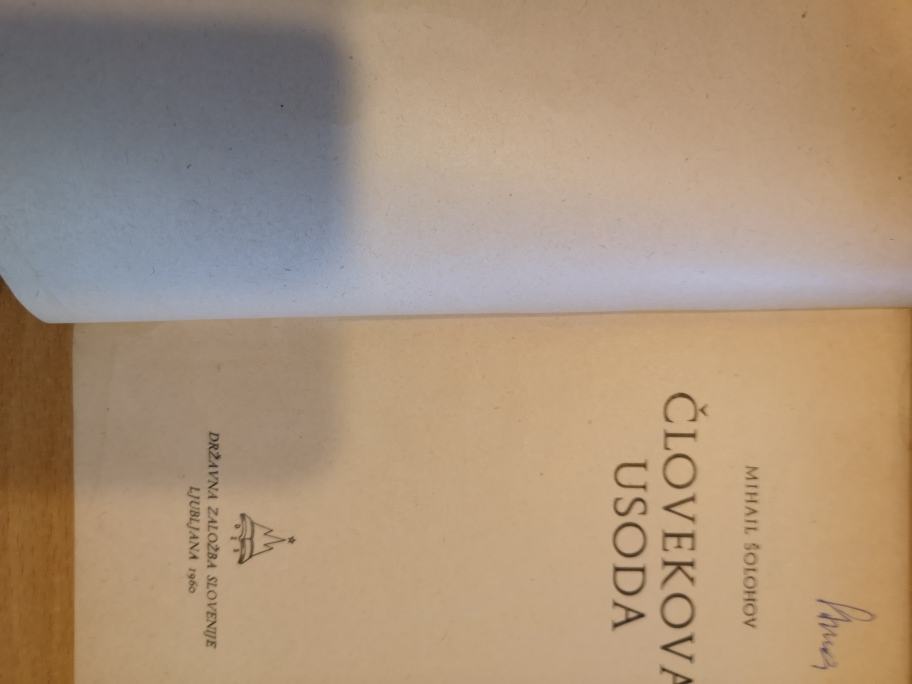 MIHAIL ŠOLOHOV
ČLOVEKOVA
USODA
DRŽAVNA ZALOŽBA SLOVENIJE
LJUBLJANA 1960